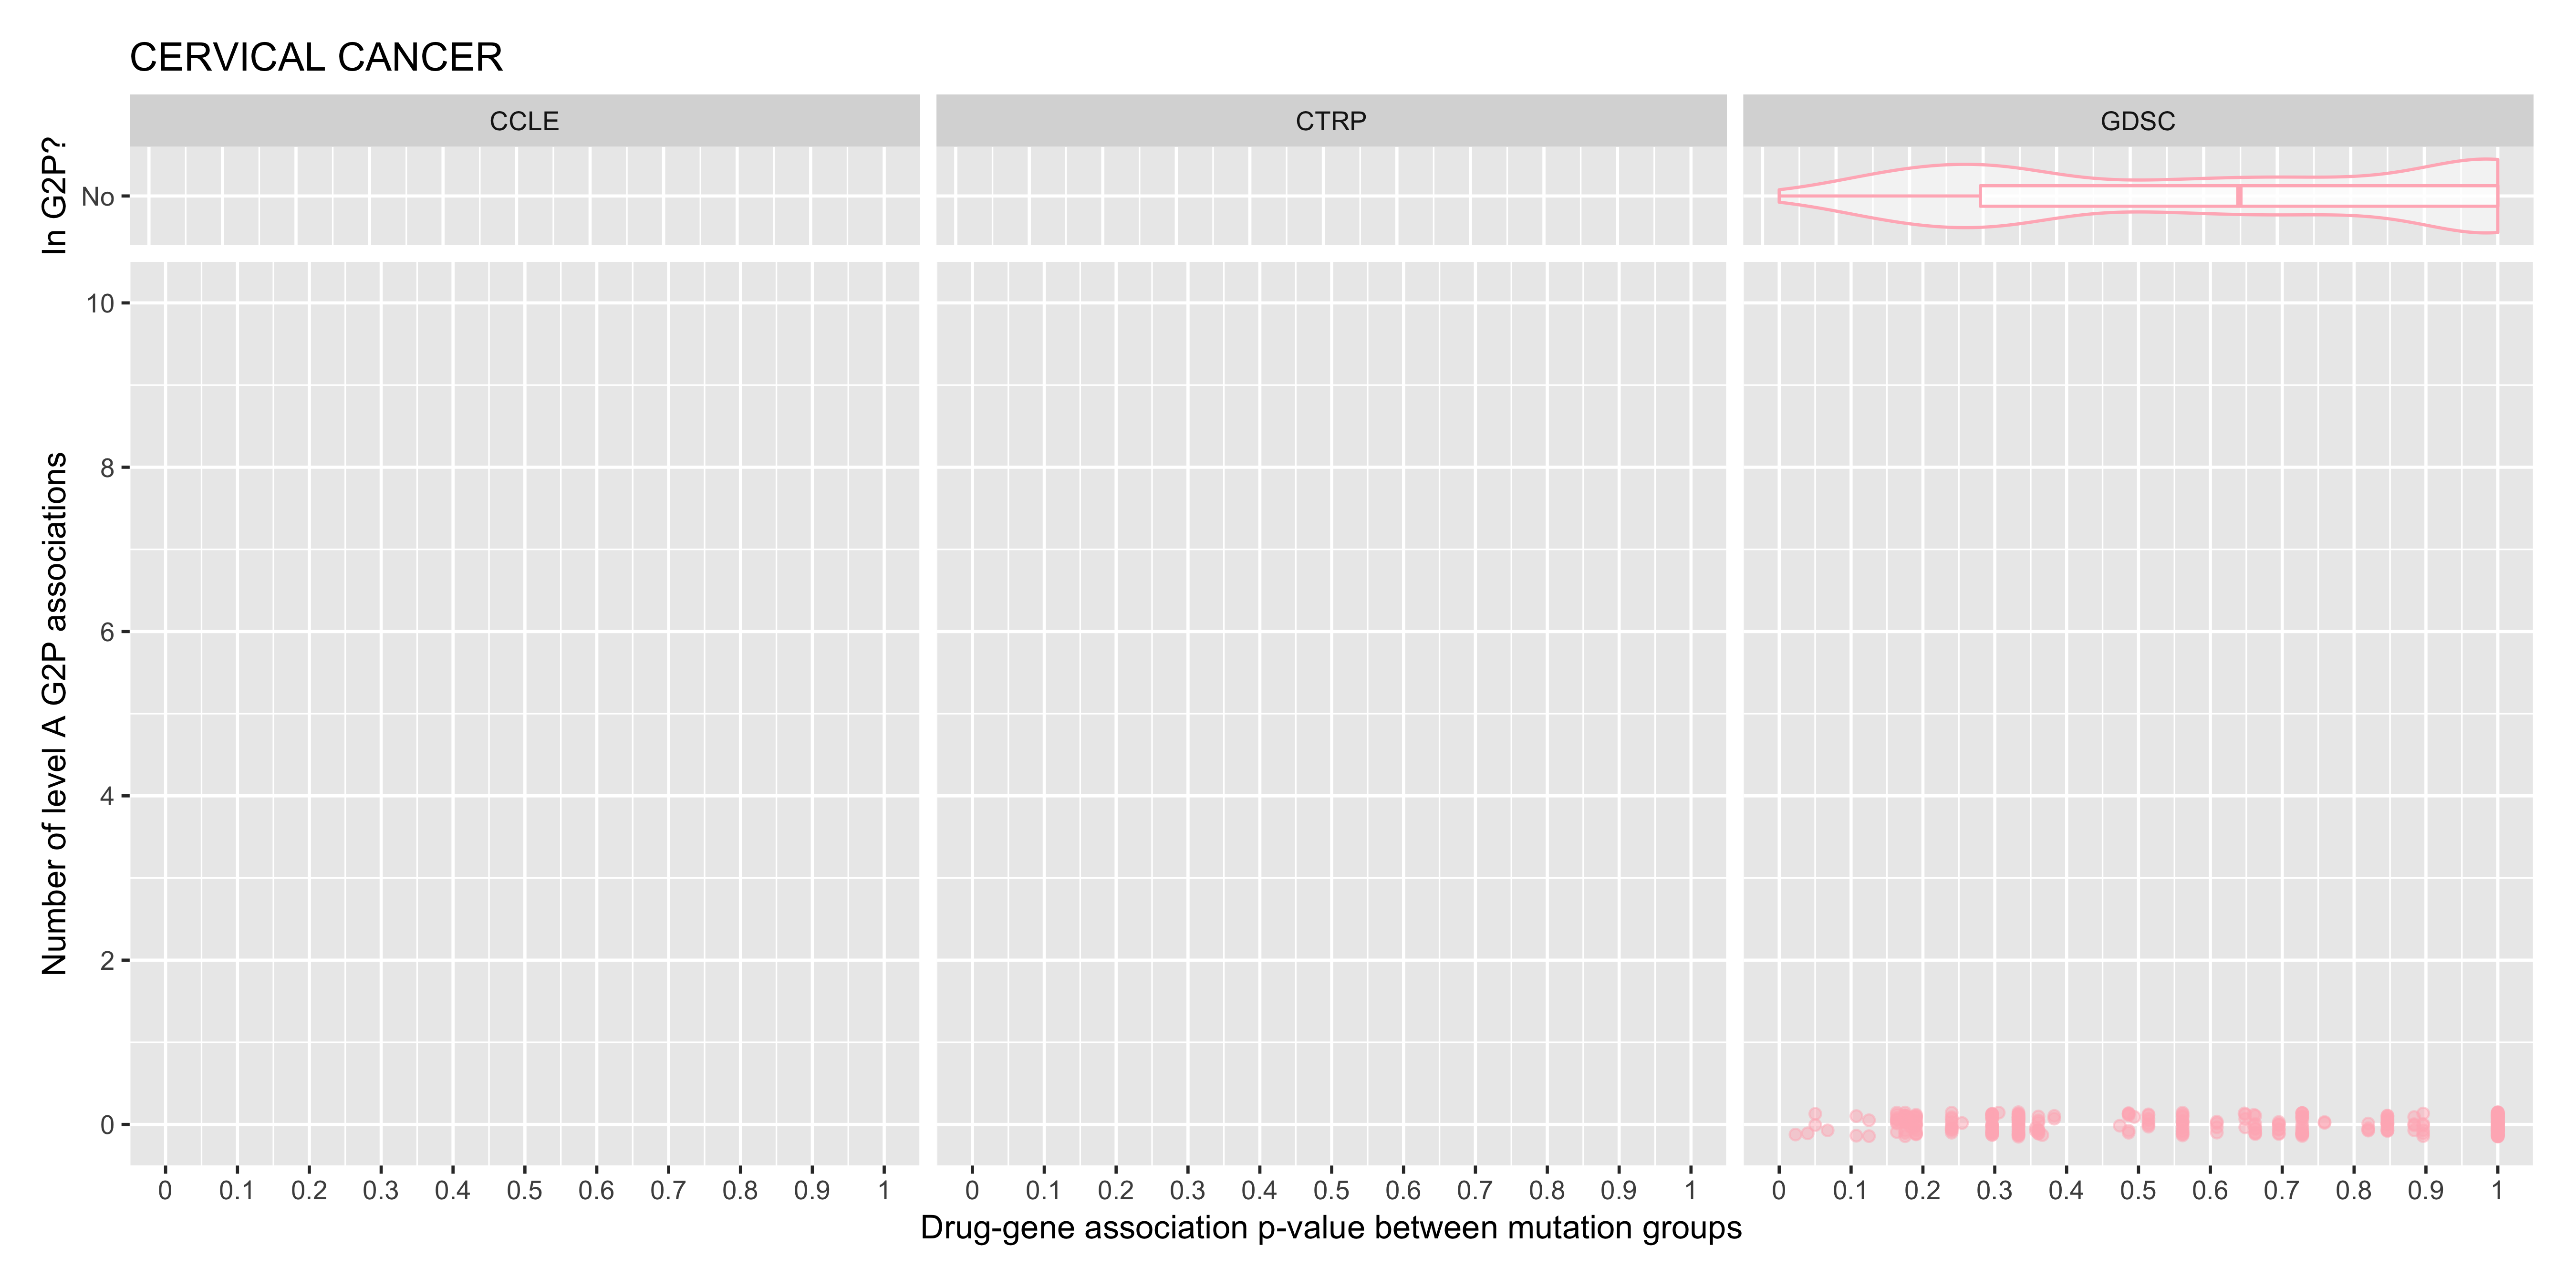 CERVICAL CANCER
CCLE CTRP GDSC
In G2P?
No
Number of level A G2P associations
10
8
6
4
2
0
0 0.1 0.2 0.3 0.4 0.5 0.6 0.7 0.8 0.9 1 0 0.1 0.2 0.3 0.4 0.5 0.6 0.7 0.8 0.9 1 0 0.1 0.2 0.3 0.4 0.5 0.6 0.7 0.8 0.9 1
Drug-gene association p-value between mutation groups